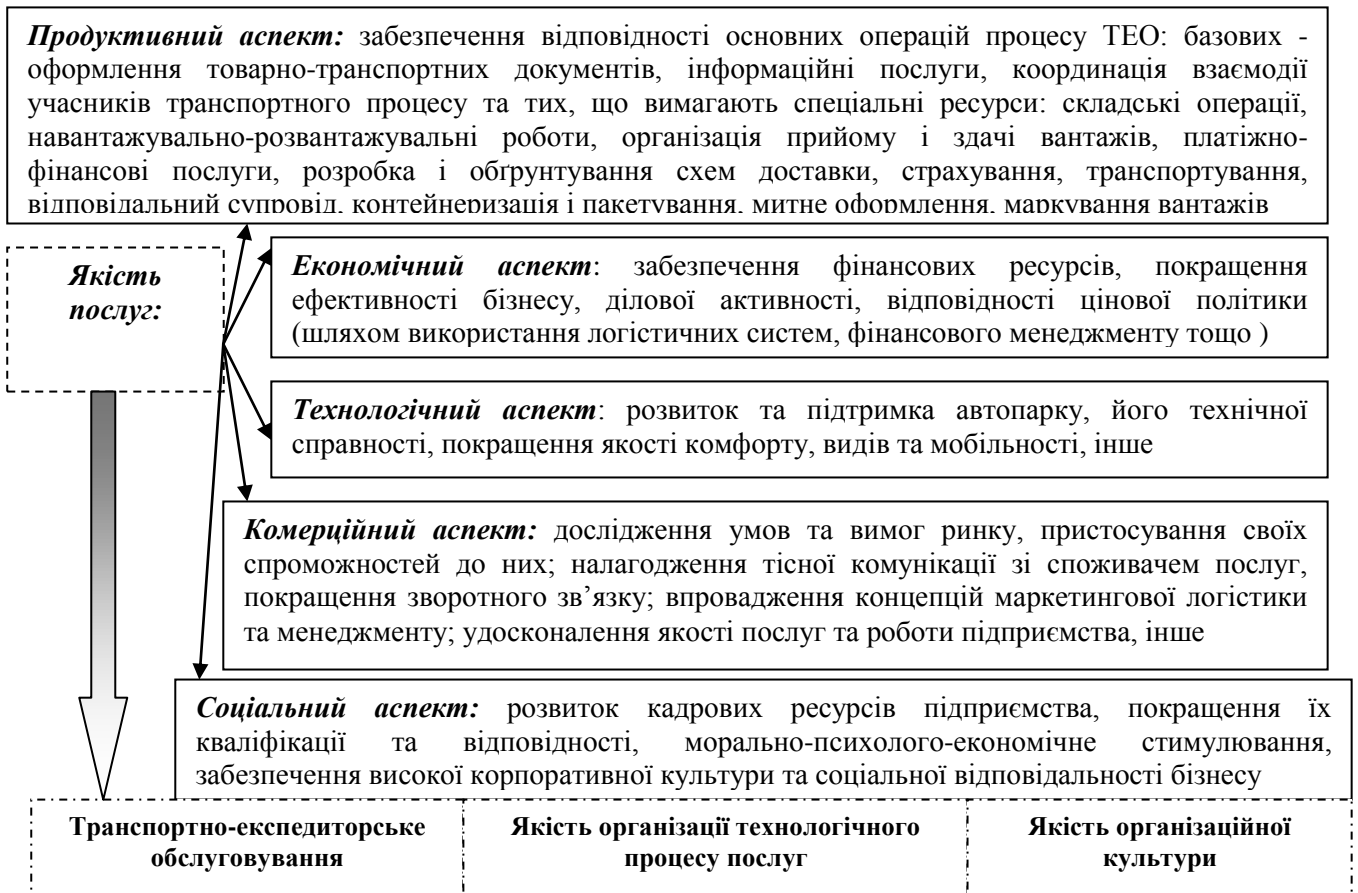 Продуктивний аспект: забезпечення відповідності основних операцій процесу ТЕО: базових -
оформлення товарно-транспортних документів, інформаційні послуги, координація взаємодії
учасників транспортного процесу та тих, що вимагають спеціальні ресурси: складські операції,
навантажувально-розвантажувальні роботи, організація прийому і здачі вантажів, платіжно-
фінансові послуги, розробка і обґрунтування схем доставки, страхування, транспортування,
відповідальний супровід, контейнеризація і пакетування, митне оформлення, маркування вантажів
Якість
послуг:
Економічний аспект: забезпечення фінансових ресурсів, покращення
ефективності бізнесу, ділової активності, відповідності цінової політики
(шляхом використання логістичних систем, фінансового менеджменту тощо )
Технологічний аспект: розвиток та підтримка автопарку, його технічної
справності, покращення якості комфорту, видів та мобільності, інше
Комерційний аспект: дослідження умов та вимог ринку, пристосування своїх
спроможностей до них; налагодження тісної комунікації зі споживачем послуг,
покращення зворотного зв’язку; впровадження концепцій маркетингової логістики
та менеджменту; удосконалення якості послуг та роботи підприємства, інше
Соціальний аспект: розвиток кадрових ресурсів підприємства, покращення їх
кваліфікації та відповідності, морально-психолого-економічне стимулювання,
забезпечення високої корпоративної культури та соціальної відповідальності бізнесу
Транспортно-експедиторське
обслуговування
Якість організації технологічного
процесу послуг
Якість організаційної
культури